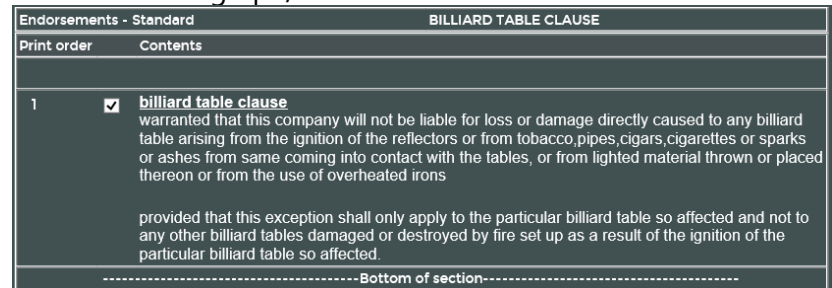 Endorsements - Standard BILLIARD TABLE CLAUSE
Print order Contents
1 billiard table clause
warranted that this company will not be liable for loss or damage directly caused to any billiard
table arising from the ignition of the reflectors or from tobacco,pipes,cigars,cigarettes or sparks
or ashes from same coming into contact with the tables, or from lighted material thrown or placed
thereon or from the use of overheated irons
provided that this exception shall only apply to the particular billiard table so affected and not to
any other billiard tables damaged or destroyed by fire set up as a result of the ignition of the
particular billiard table so affected.
----------------------------------------Bottom of section----------------------------------------